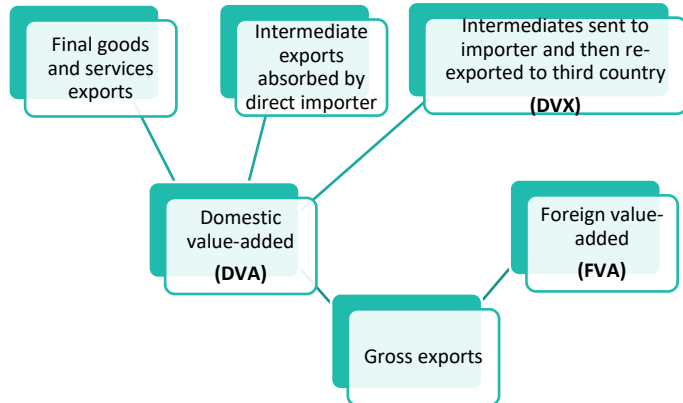 Final goods
and services
exports
Intermediate
exports
absorbed by
direct importer
Intermediates sent to
importer and then re-
exported to third country
(DVX)
Domestic
value-added
(DVA)
Foreign value-
added
(FVA)
Gross exports